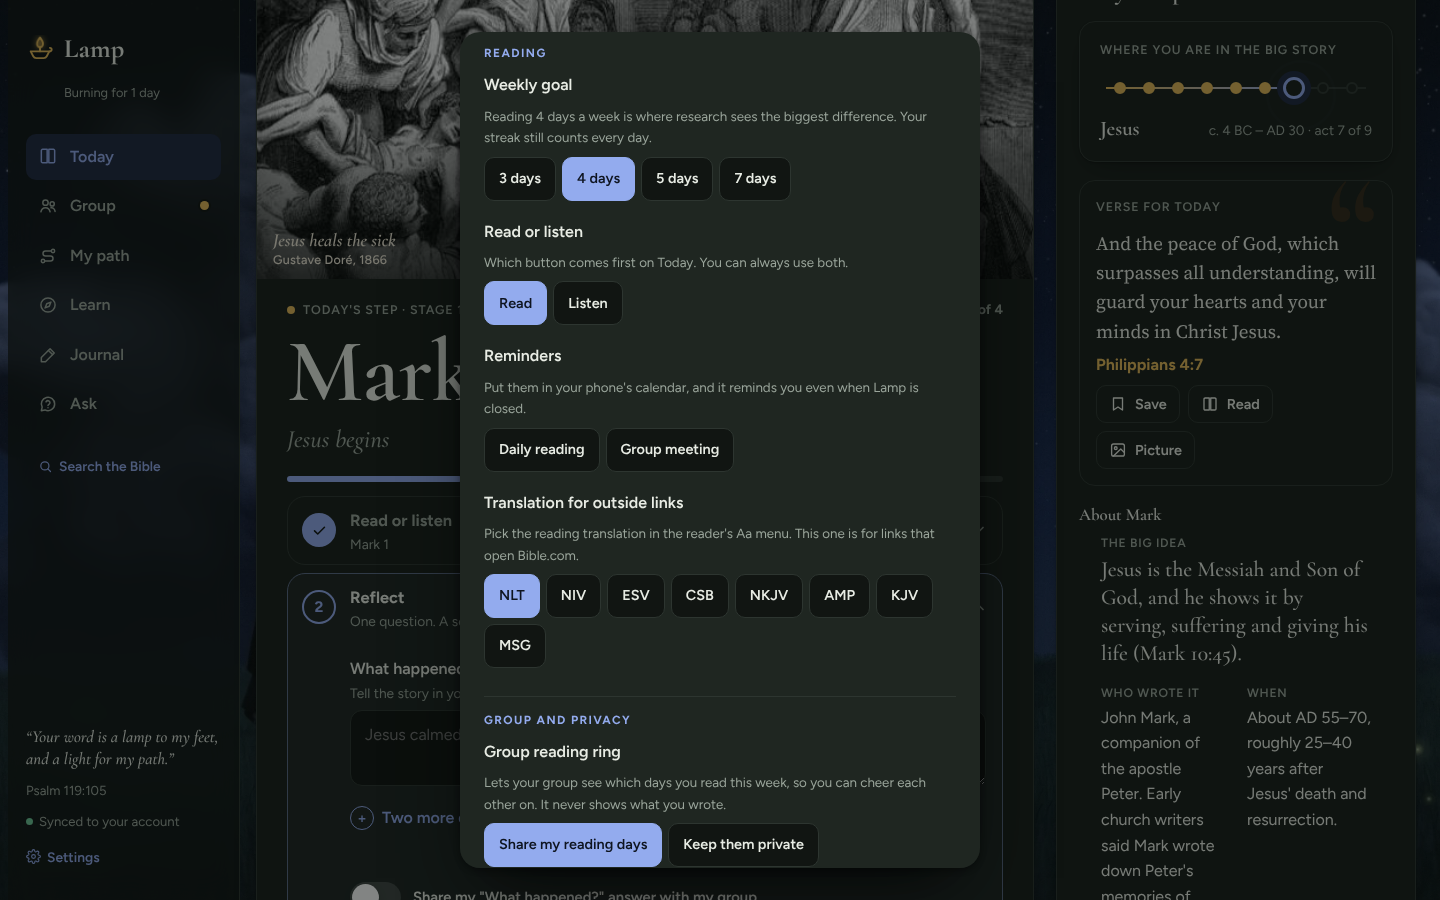 Lamp
Burning for 1 day
Today
Group
My path
Learn
Journal
Ask
Search the Bible
“Your word is a lamp to my feet,
and a light for my path.”
Psalm 119:105
Synced to your account
Settings
Jesus heals the sick
Gustave Doré, 1866
TODAY'S STEP · STAGE
of 4
Mark
Jesus begins
Read or listen
Mark 1
2
Reflect
One question. A
What happened
Tell the story in
Jesus calmed
Two more
Share my "What happened?" answer with my group
READING
Weekly goal
Reading 4 days a week is where research sees the biggest difference. Your
streak still counts every day.
3 days
4 days
5 days
7 days
Read or listen
Which button comes first on Today. You can always use both.
Read
Listen
Reminders
Put them in your phone's calendar, and it reminds you even when Lamp is
closed.
Daily reading
Group meeting
Translation for outside links
Pick the reading translation in the reader's Aa menu. This one is for links that
open Bible.com.
NLT
NIV
ESV
CSB
NKJV
AMP
KJV
MSG
GROUP AND PRIVACY
Group reading ring
Lets your group see which days you read this week, so you can cheer each
other on. It never shows what you wrote.
Share my reading days
Keep them private
WHERE YOU ARE IN THE BIG STORY
Jesus
c. 4 BC – AD 30 · act 7 of 9
VERSE FOR TODAY
And the peace of God, which
surpasses all understanding, will
guard your hearts and your
minds in Christ Jesus.
Philippians 4:7
Save
Read
Picture
About Mark
THE BIG IDEA
Jesus is the Messiah and Son of
God, and he shows it by
serving, suffering and giving his
life (Mark 10:45).
WHO WROTE IT
John Mark, a
companion of
the apostle
Peter. Early
church writers
said Mark wrote
down Peter's
memories of
WHEN
About AD 55–70,
roughly 25–40
years after
Jesus' death and
resurrection.